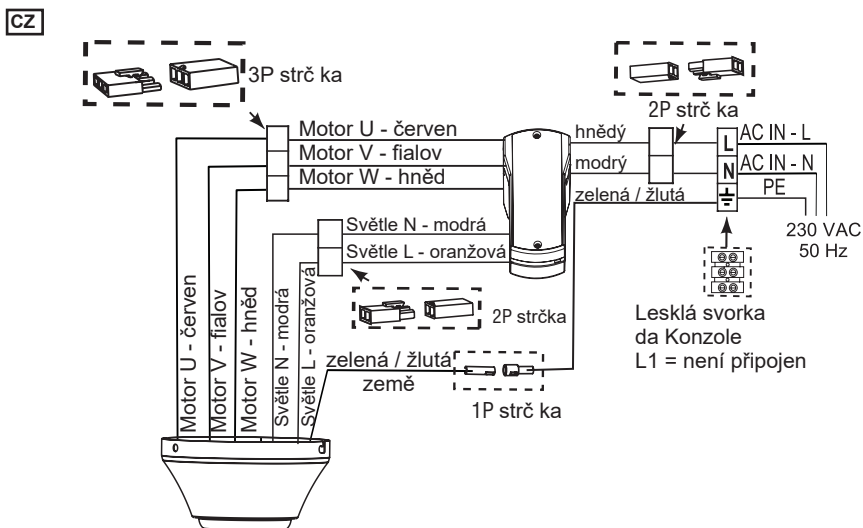 CZ
3P strč ka
2P strč ka
Motor U - červen
Motor V - fialov
Motor W - hněd
hnědý
modrý
zelená / žlutá
L
N
AC IN - L
AC IN - N
PE
230 VAC
50 Hz
Světle N - modrá
Světle L - oranžová
2P strčka
Lesklá svorka
da Konzole
L1 = není připojen
Motor U - červen
Motor V - fialov
Motor W - hněd
Světle N - modrá
Světle L - oranžová
zelená / žlutá
země
1P strč ka